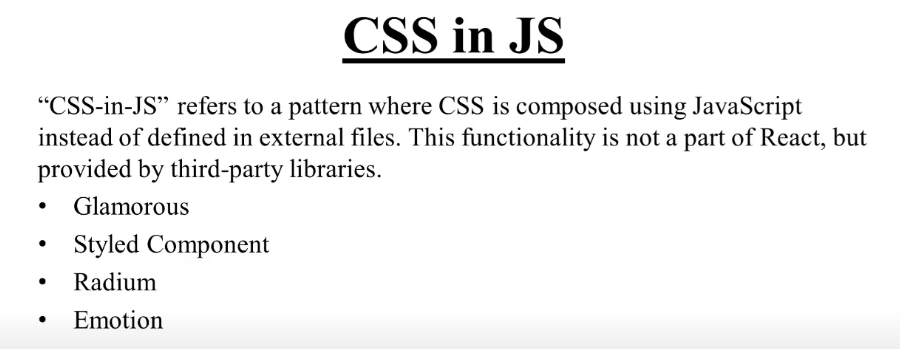 CSS in JS
“CSS-in-JS” refers to a pattern where CSS is composed using JavaScript
instead of defined in external files. This functionality is not a part of React, but
provided by third-party libraries.
• Glamorous
• Styled Component
• Radium
• Emotion